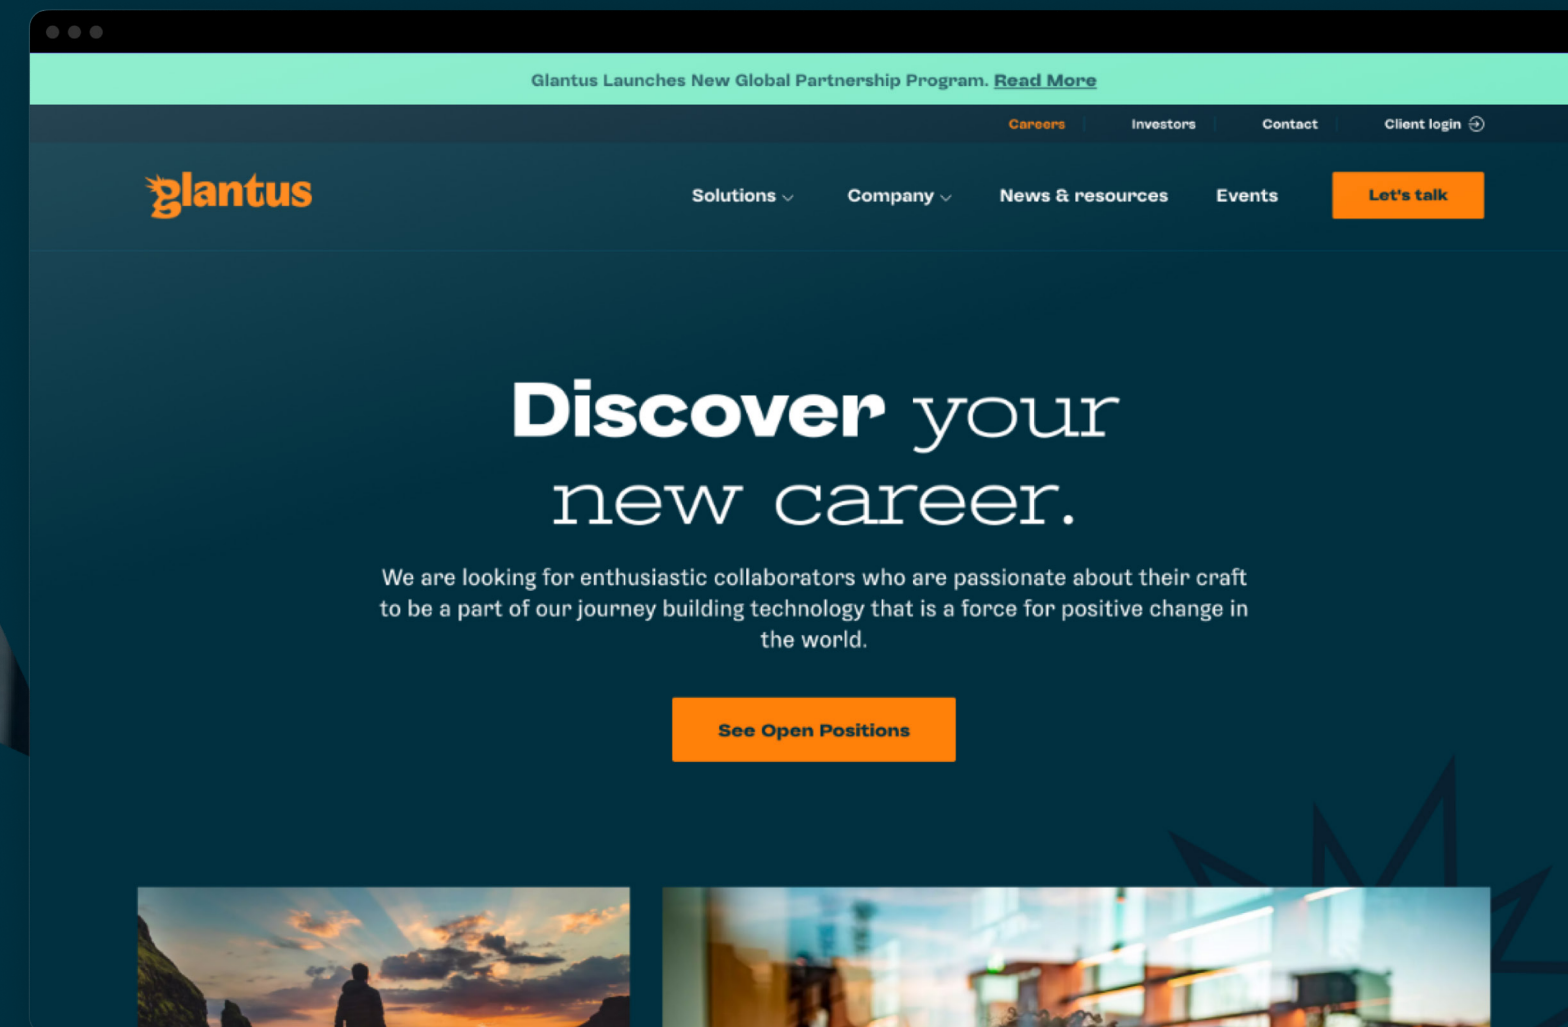 Glantus Launches New Global Partnership Program. Read More
Careers Investors Contact Client login
glantus
Solutions Company News & resources Events Let's talk
Discover your
new career.
We are looking for enthusiastic collaborators who are passionate about their craft
to be a part of our journey building technology that is a force for positive change in
the world.
See Open Positions